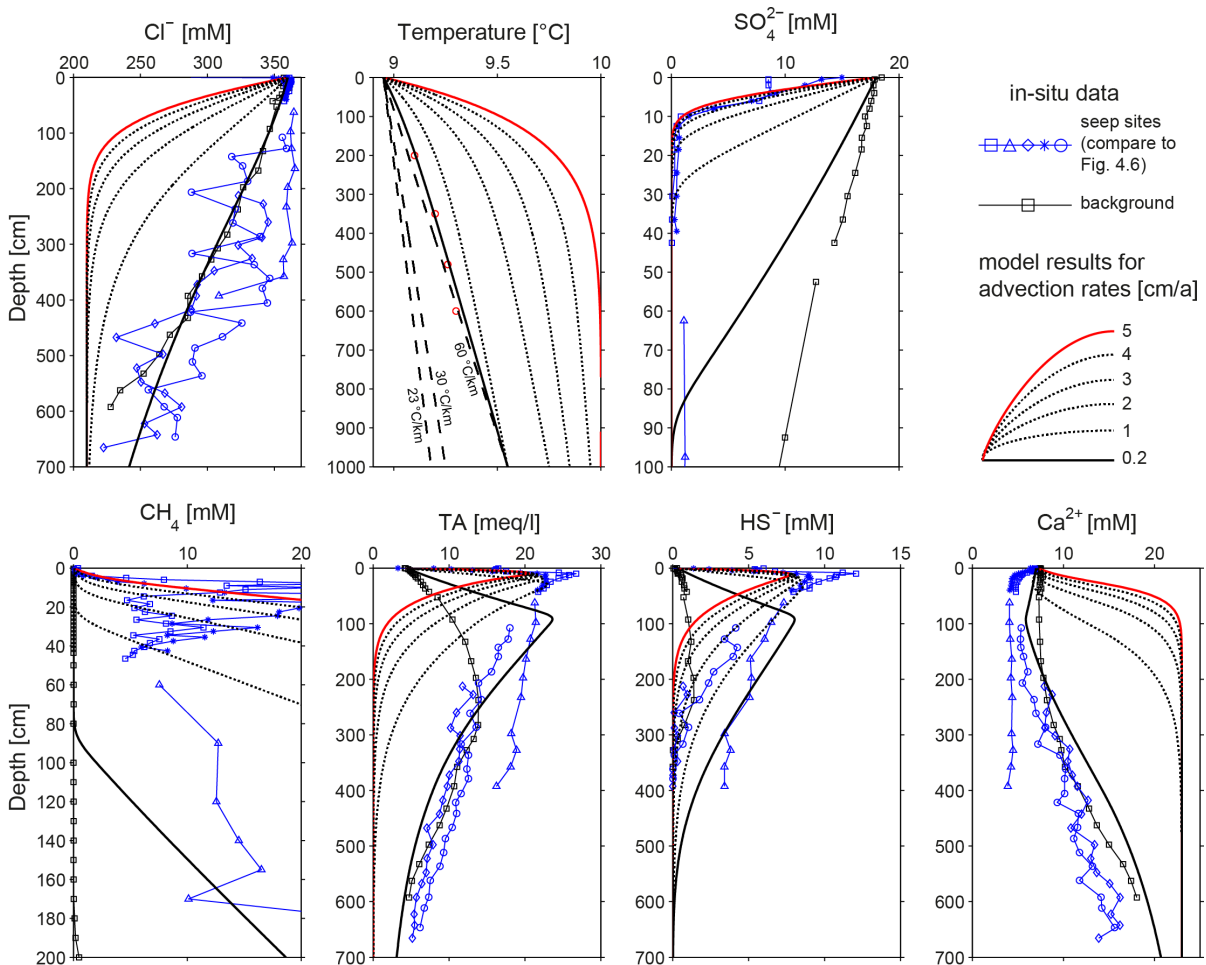 Cl⁻ [mM]
200 250 300 350
Depth [cm]
0
100
200
300
400
500
600
700
Temperature [°C]
9 9.5 10
0
100
200
300
400
500
600
700
800
900
1000
23 °C/km
30 °C/km
60 °C/km
SO₄²⁻ [mM]
0 10 20
0
20
40
60
80
100
in-situ data
seep sites
(compare to
Fig. 4.6)
background
model results for
advection rates [cm/a]
5
4
3
2
1
0.2
CH₄ [mM]
0 10 20
Depth [cm]
0
20
40
60
80
100
120
140
160
180
200
TA [meq/l]
0 10 20 30
0
100
200
300
400
500
600
700
HS⁻ [mM]
0 5 10 15
0
100
200
300
400
500
600
700
Ca²⁺ [mM]
0 10 20
0
100
200
300
400
500
600
700